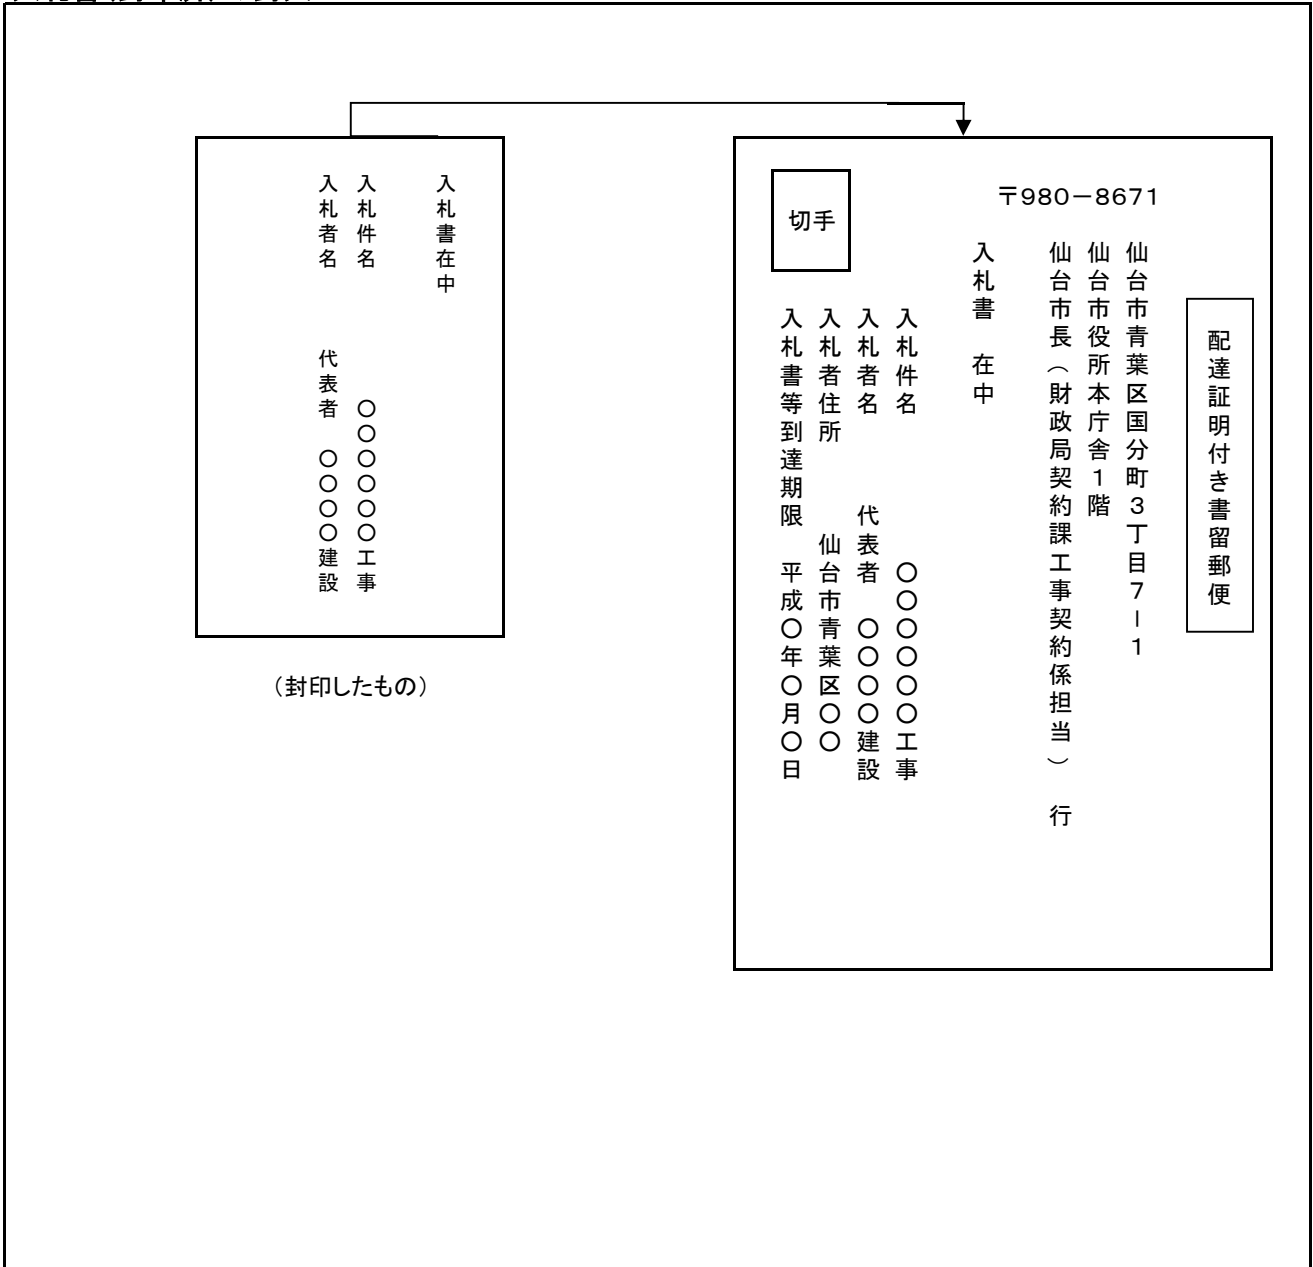 入札書在中
入札件名　　　　　〇〇〇〇〇〇工事
入札者名　　　代表者　〇〇〇〇建設
（封印したもの）
配達証明付き書留郵便
〒980－8671
仙台市青葉区国分町３丁目７－１
仙台市役所本庁舎１階
仙台市長（財政局契約課工事契約係担当）　行
入札書　在中
切手
入札件名　　　　　〇〇〇〇〇〇工事
入札者名　　　代表者　〇〇〇〇建設
入札者住所　　　仙台市青葉区〇〇
入札書等到達期限　平成〇年〇月〇日